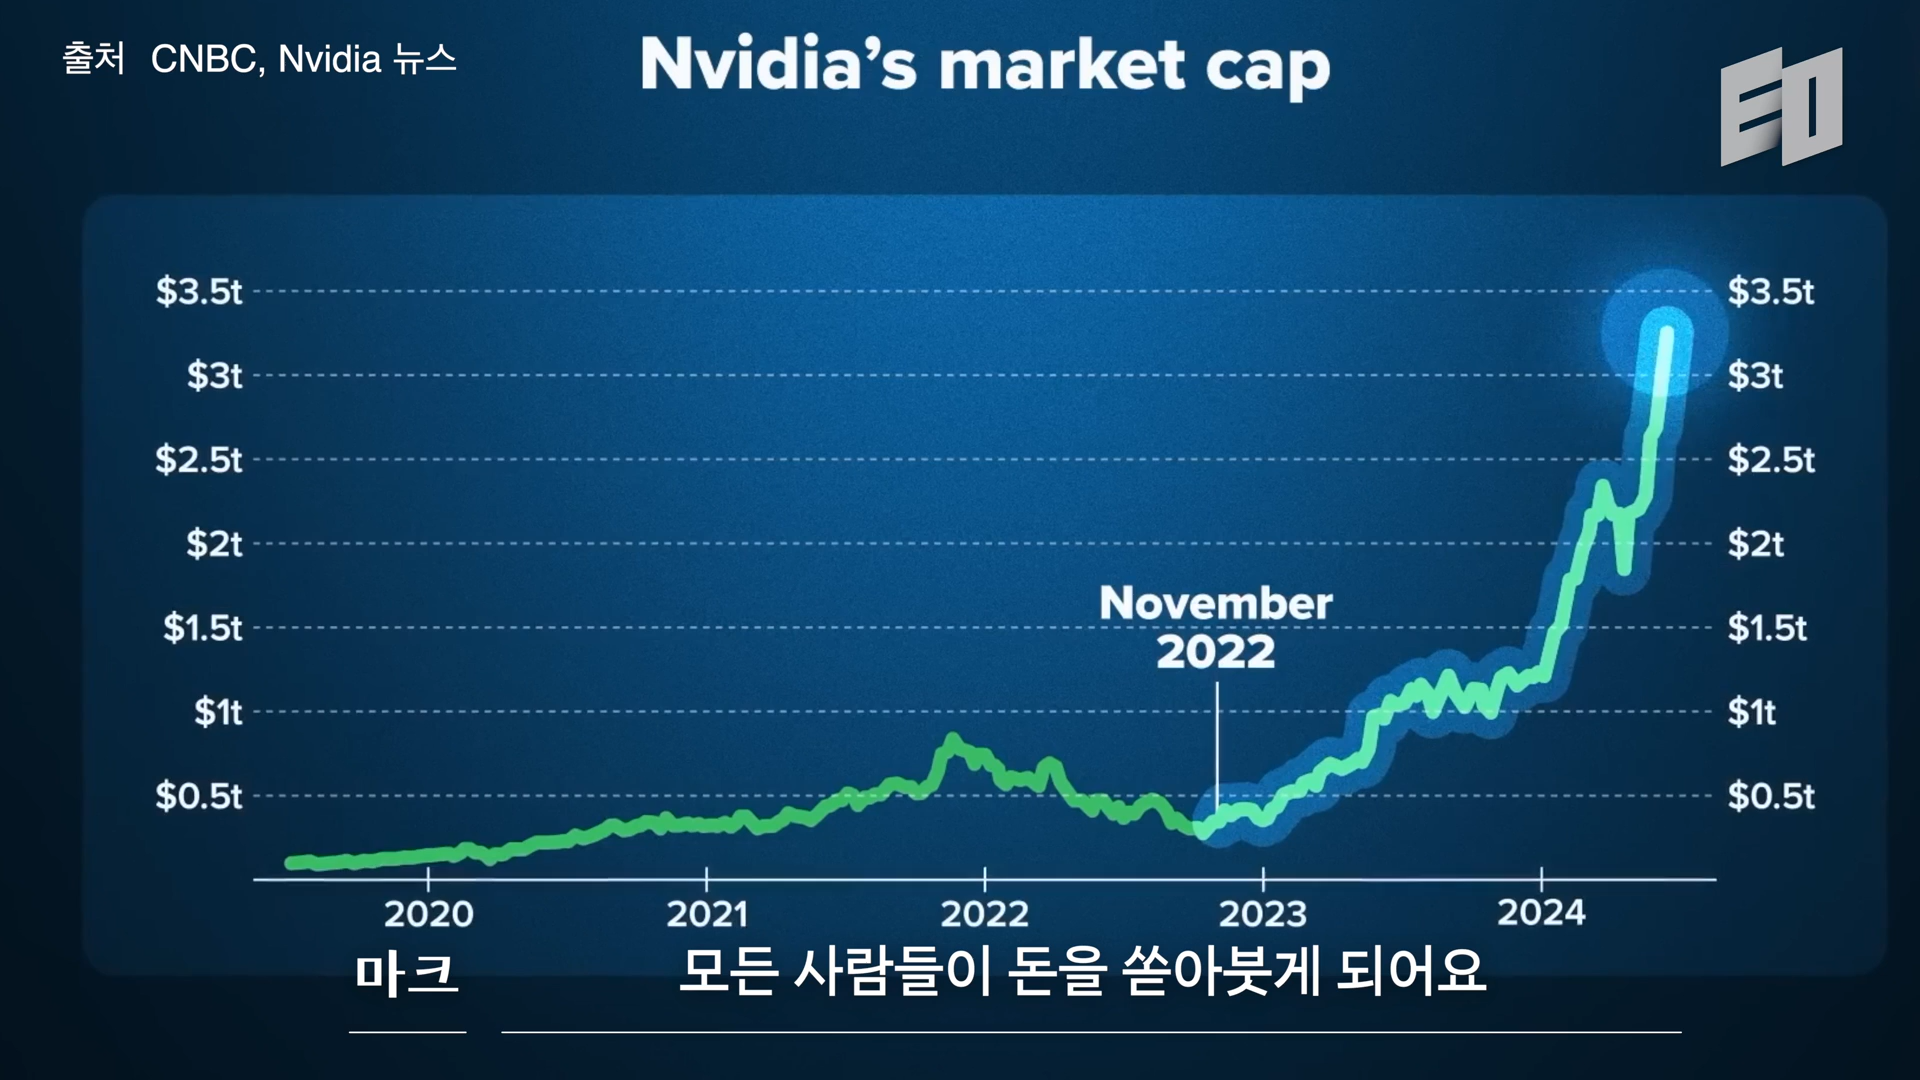 출처 CNBC, Nvidia 뉴스
Nvidia’s market cap
EO
$3.5t $3.5t
$3t $3t
$2.5t $2.5t
$2t $2t
November
2022
$1.5t $1.5t
$1t $1t
$0.5t $0.5t
2020 2021 2022 2023 2024
마크 모든 사람들이 돈을 쏟아붓게 되어요